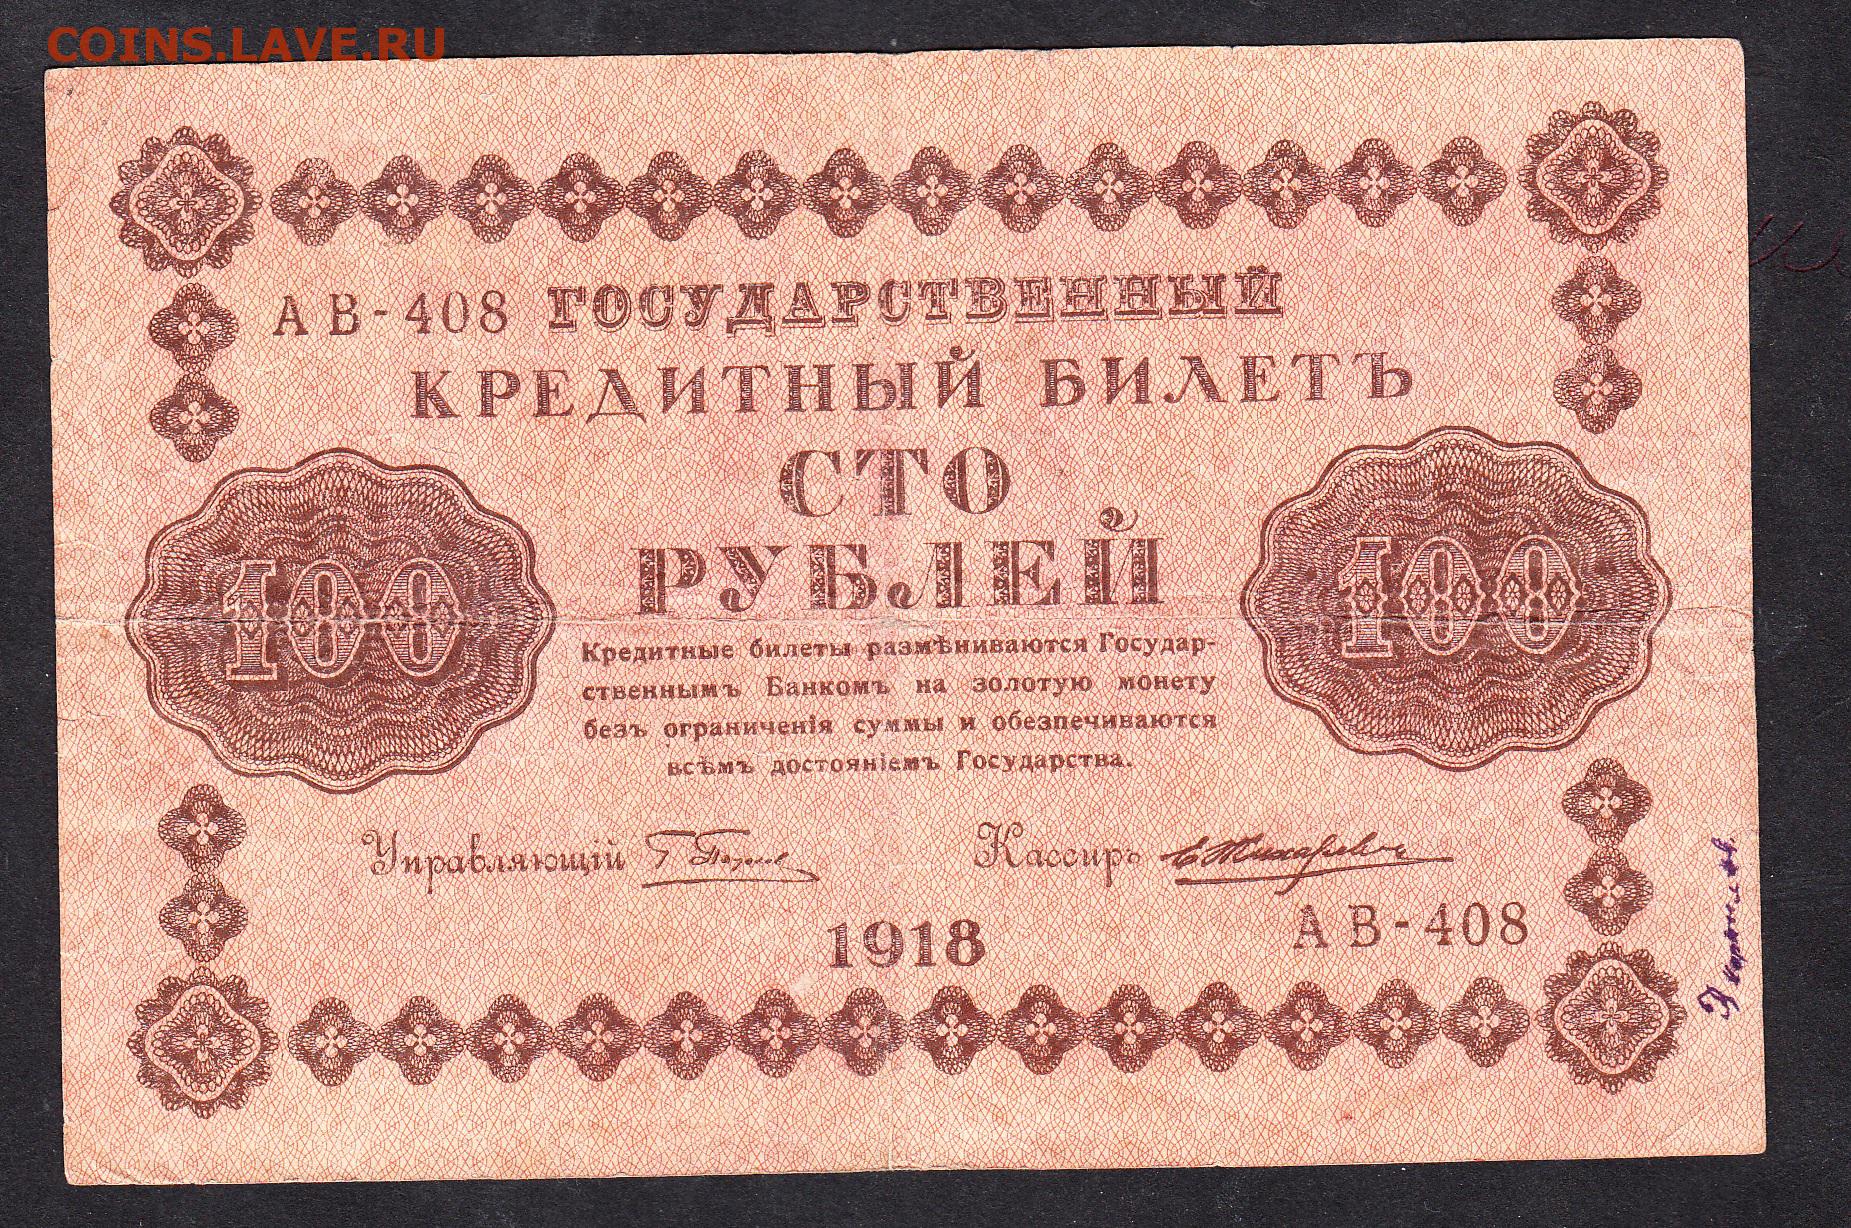 COINS.LAVE.RU
АВ-408 ГОСУДАРСТВЕННЫЙ
КРЕДИТНЫЙ БИЛЕТЪ
СТО
РУБЛЕЙ
100
100
Кредитные билеты размѣниваются Государ-
ственнымъ Банкомъ на золотую монету
безъ ограниченія суммы и обезпечиваются
всѣмъ достояніемъ Государства.
Управляющій
Кассиръ
АВ-408
1918